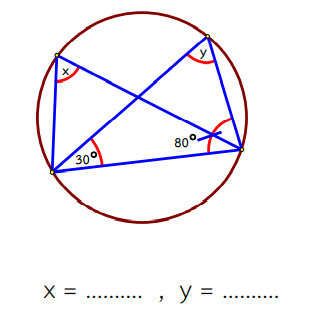 x
y
80°
30°
x = .......... , y = ..........